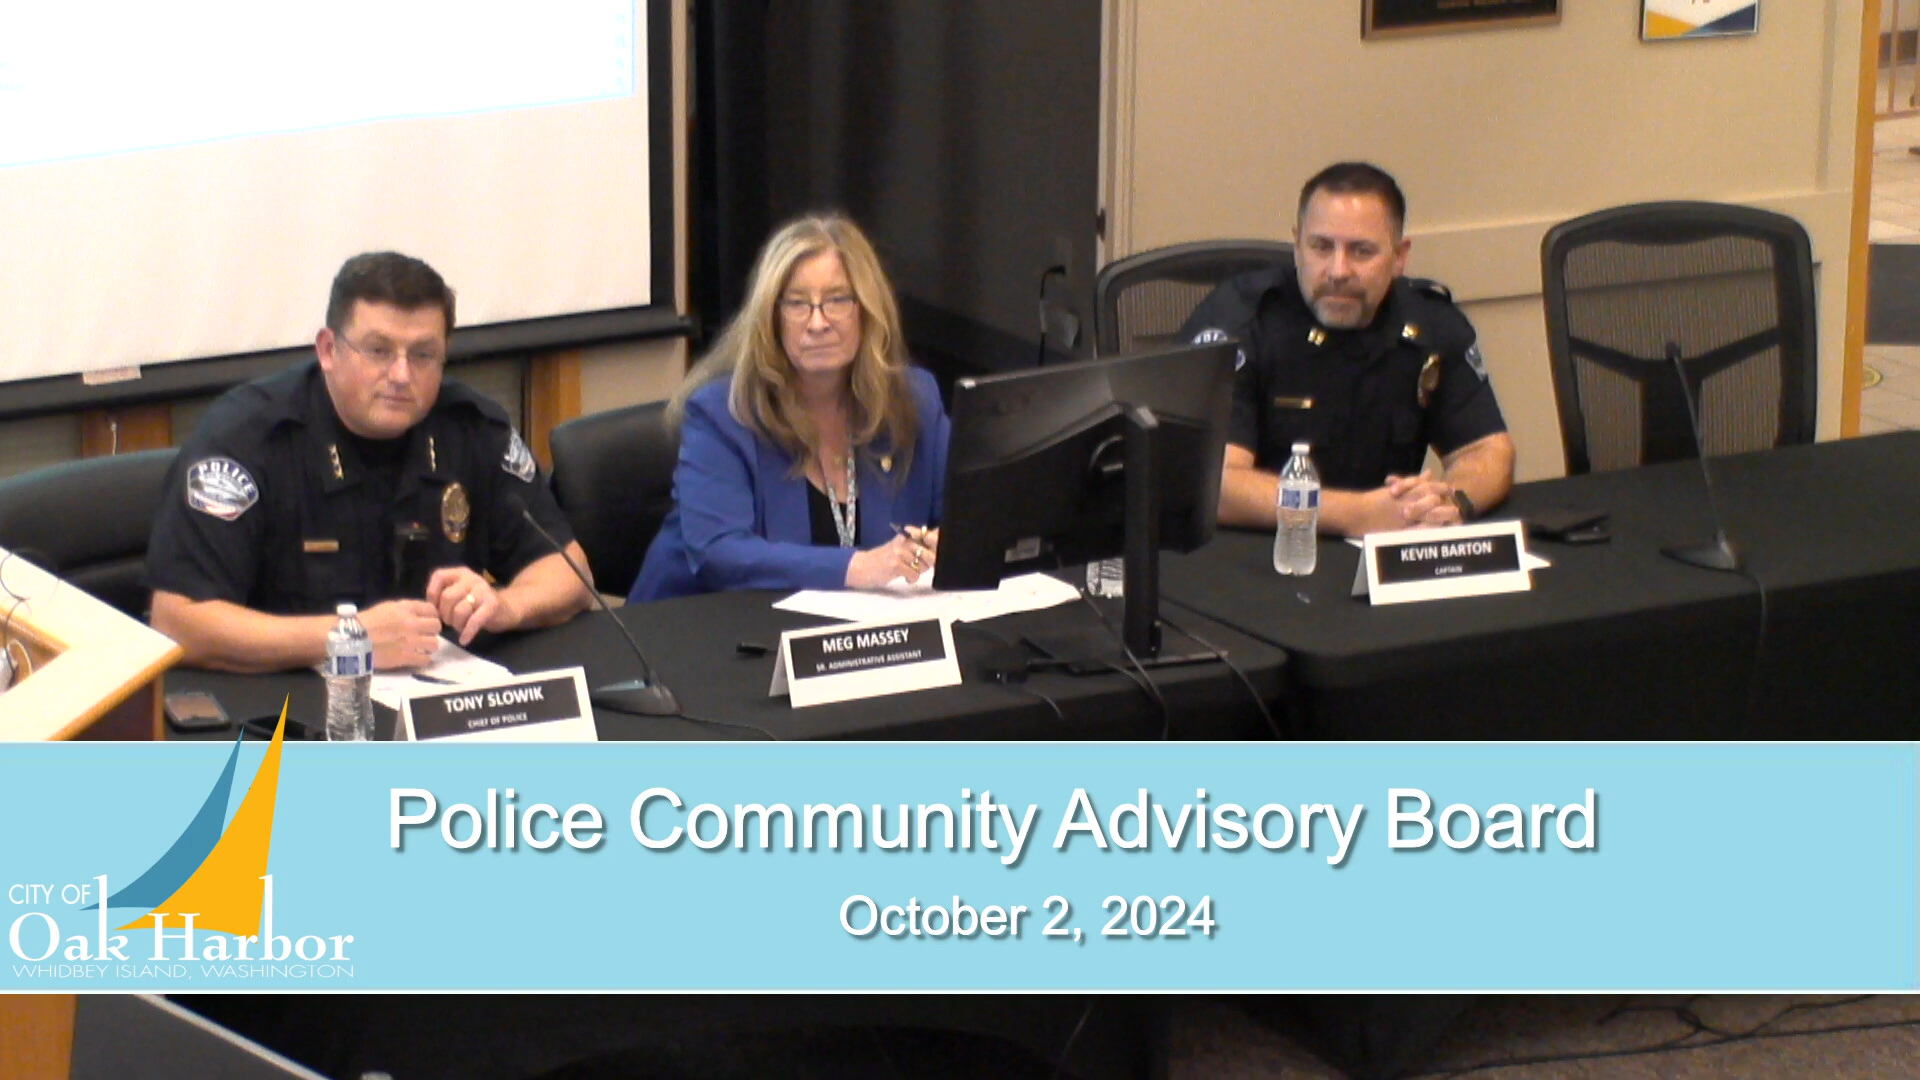 POLICE
KEVIN BARTON
CAPTAIN
MEG MASSEY
SR. ADMINISTRATIVE ASSISTANT
TONY SLOWIK
CHIEF OF POLICE
Police Community Advisory Board
October 2, 2024
CITY OF
Oak Harbor
WHIDBEY ISLAND, WASHINGTON